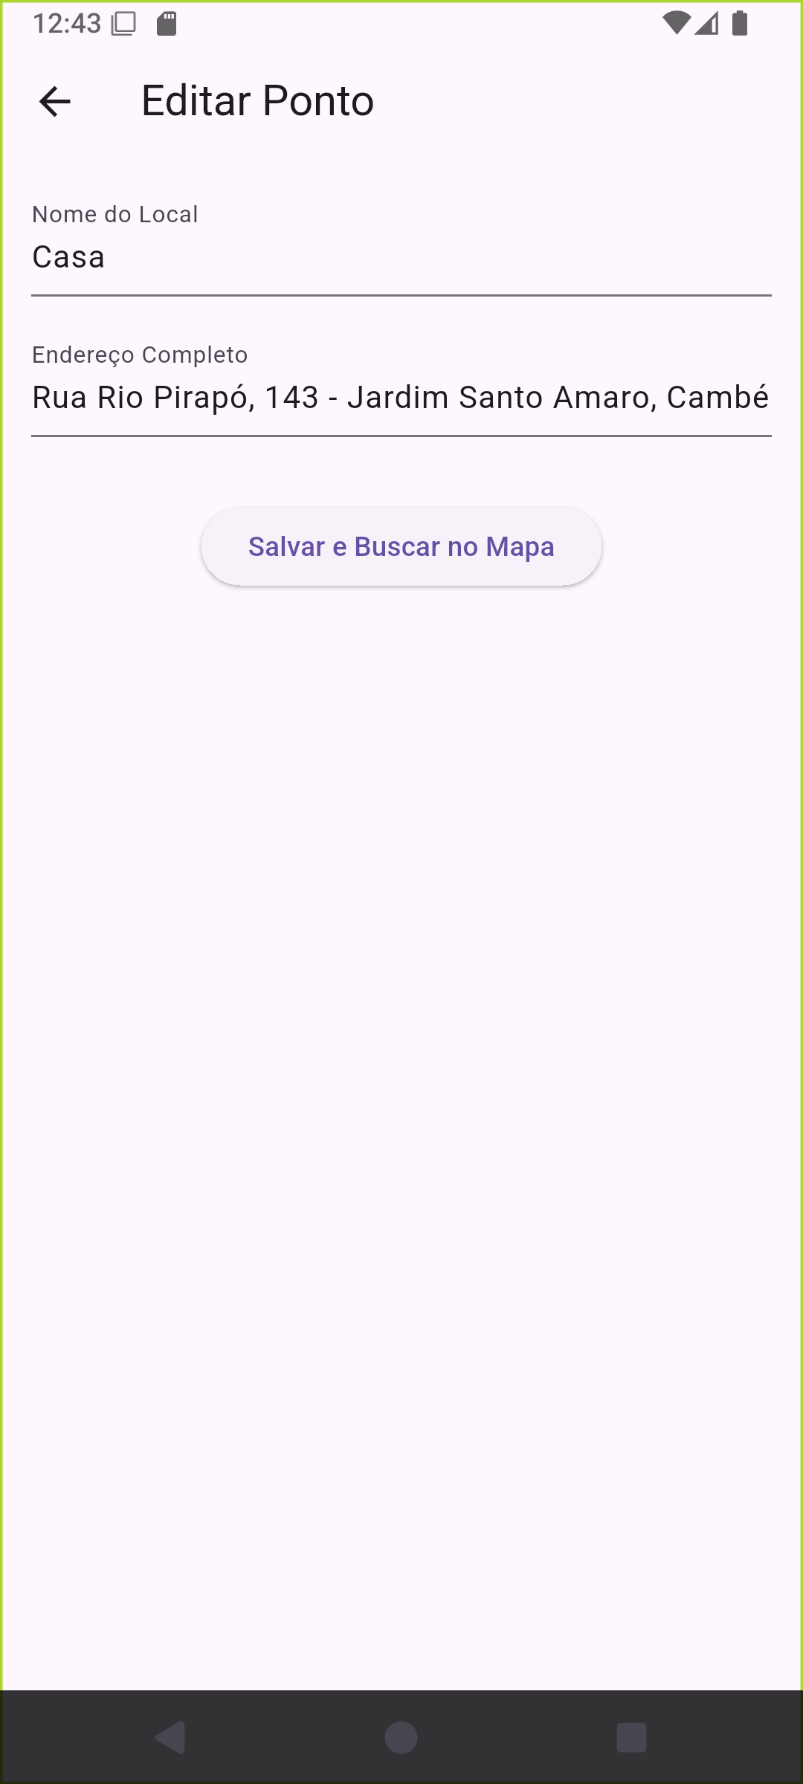 12:43
Editar Ponto
Nome do Local
Casa
Endereço Completo
Rua Rio Pirapó, 143 - Jardim Santo Amaro, Cambé
Salvar e Buscar no Mapa